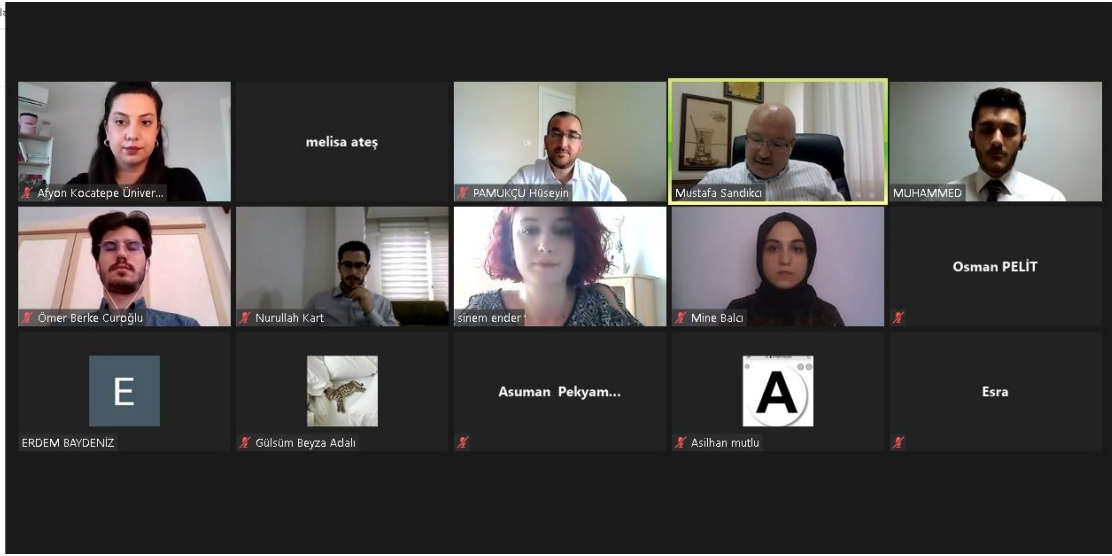 Afyon Kocatepe Üniver...
melisa ateş
PAMUKÇU Hüseyin
Mustafa Sandıkcı
MUHAMMED
Ömer Berke Curoğlu
Nurullah Kart
sinem ender
Mine Balcı
Osman PELİT
E
ERDEM BAYDENİZ
Gülsüm Beyza Adalı
Asuman Pekyam...
A
Asilhan mutlu
Esra